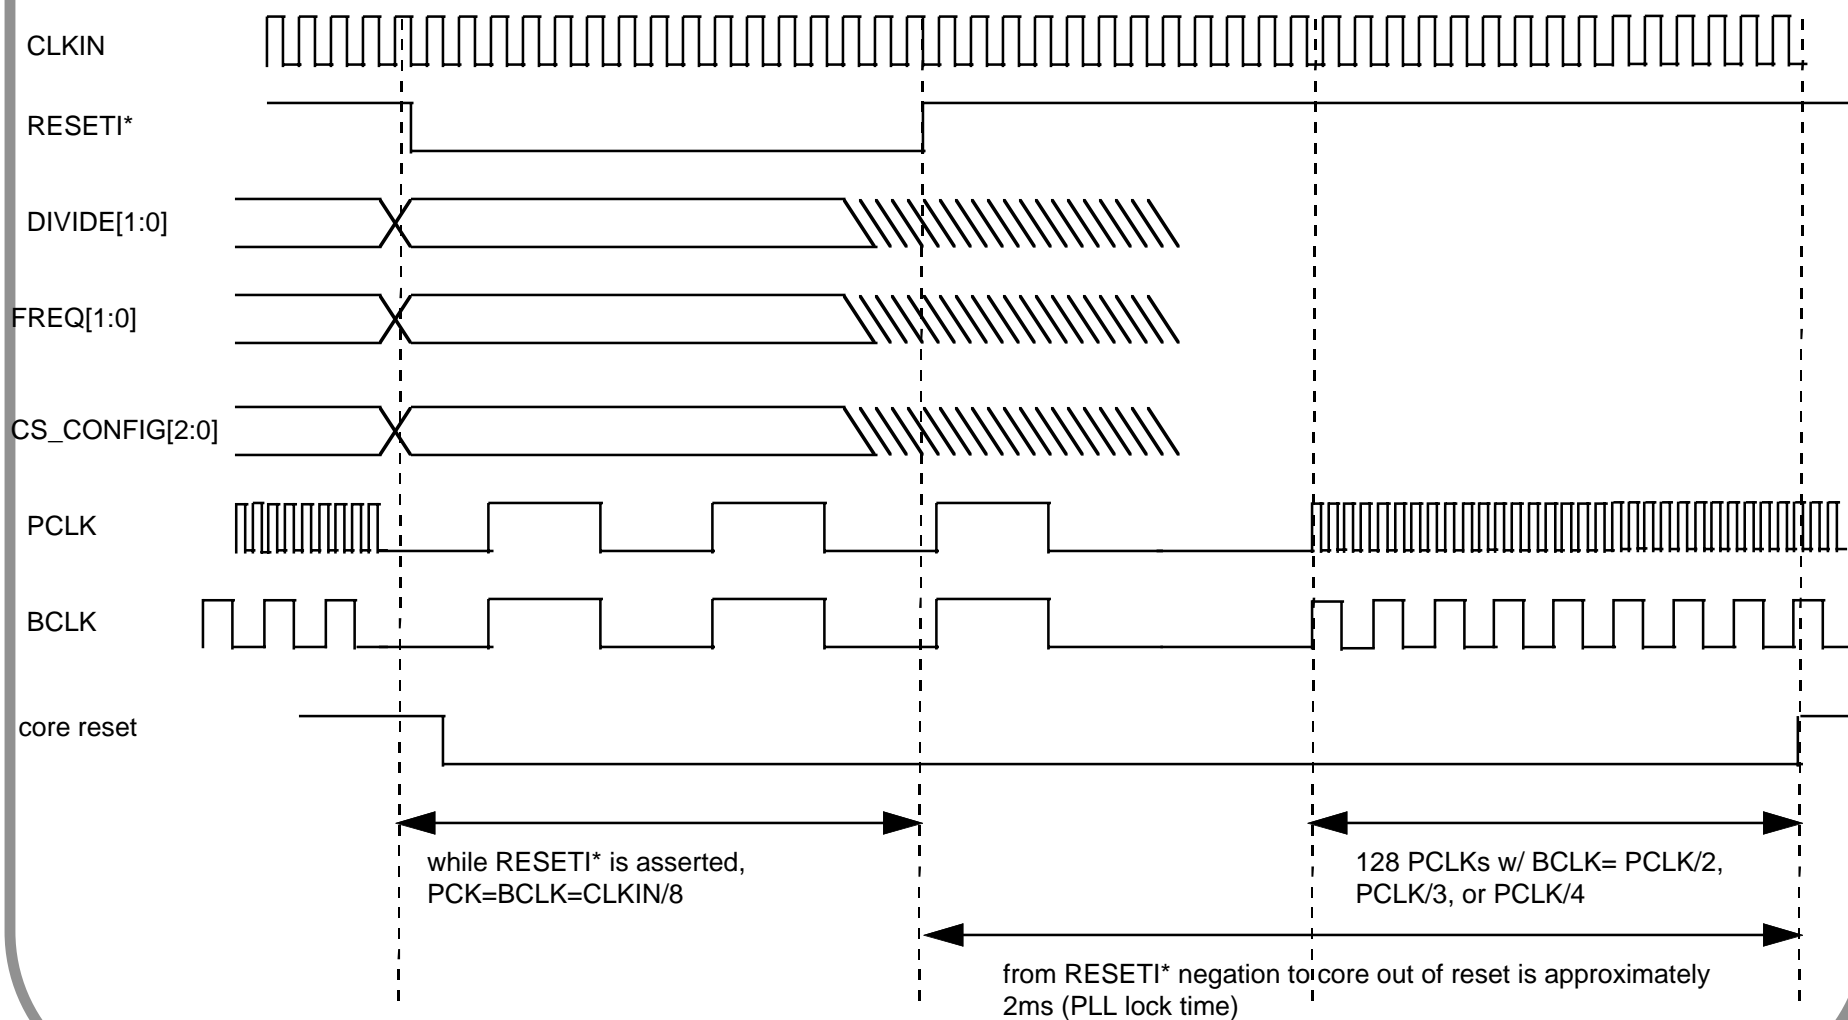 CLKIN
RESETI*
DIVIDE[1:0]
FREQ[1:0]
CS_CONFIG[2:0]
PCLK
BCLK
core reset
while RESETI* is asserted,
PCK=BCLK=CLKIN/8
128 PCLKs w/ BCLK= PCLK/2,
PCLK/3, or PCLK/4
from RESETI* negation to core out of reset is approximately
2ms (PLL lock time)